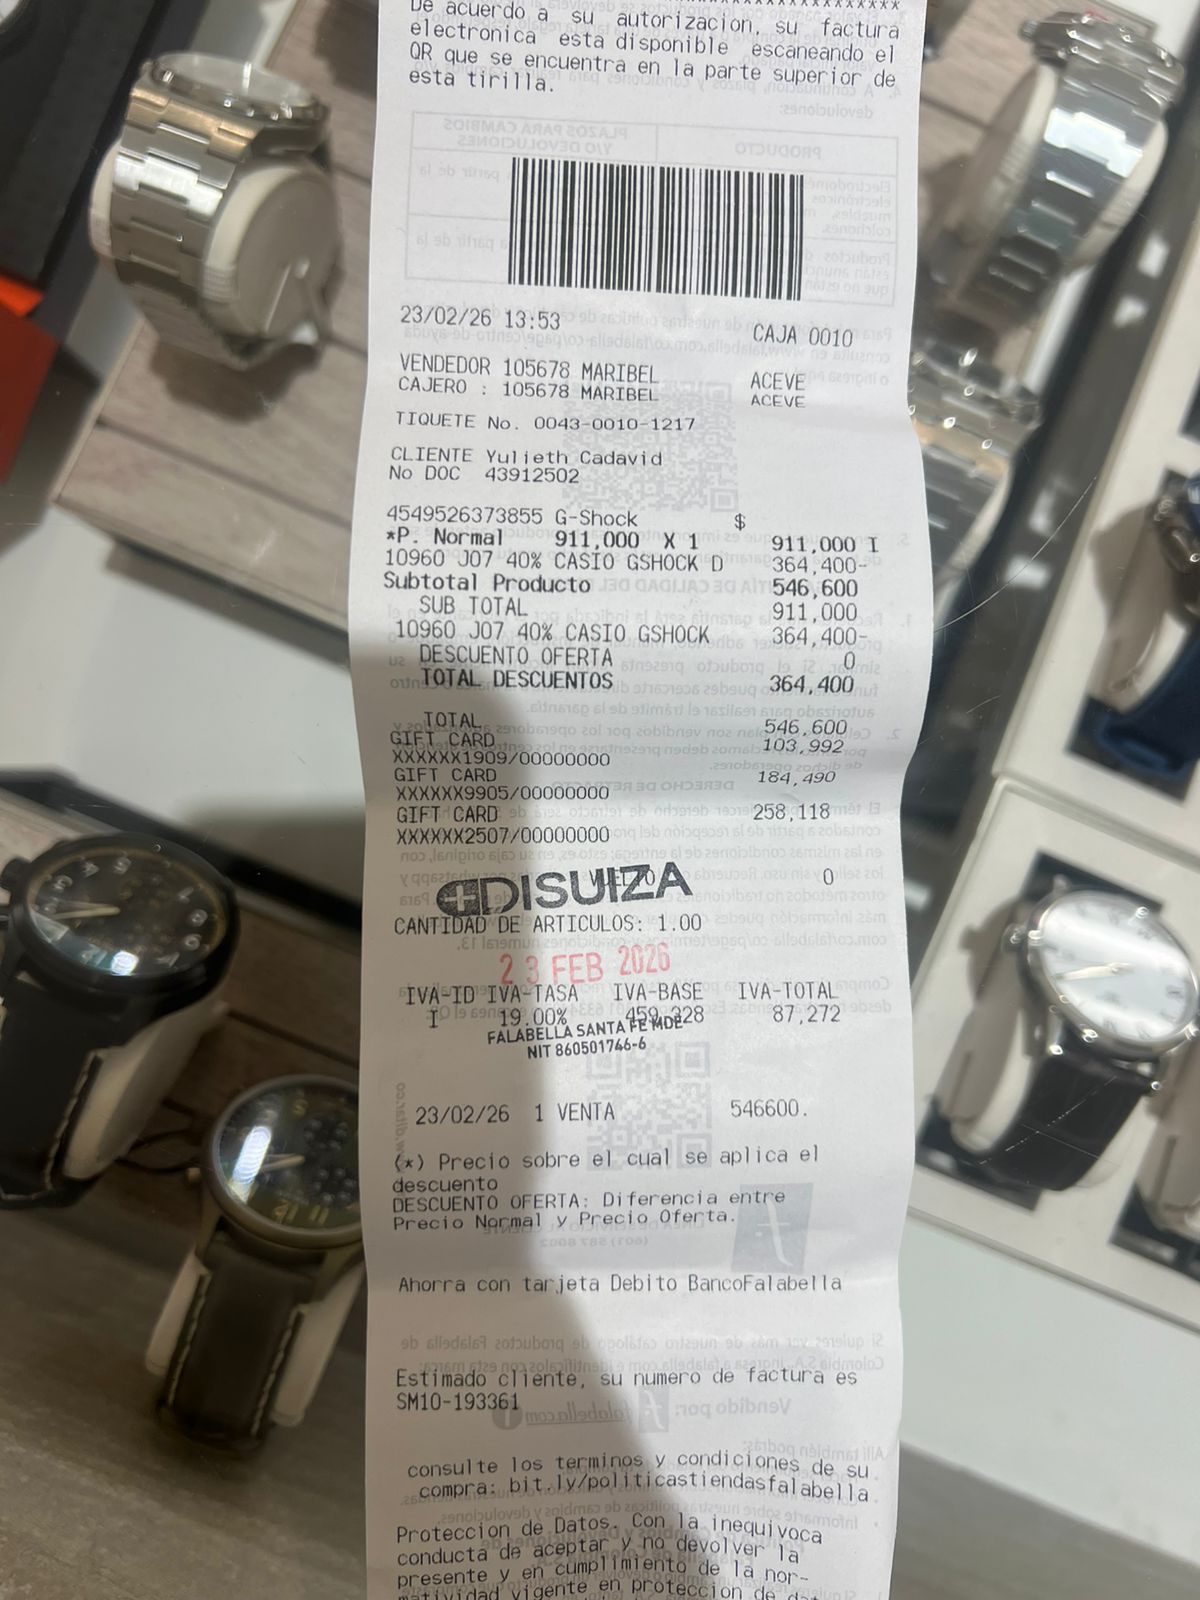 De acuerdo a su autorizacion, su factura
electronica esta disponible escaneando el
QR que se encuentra en la parte superior de
esta tirilla.
23/02/26 13:53 CAJA 0010
VENDEDOR 105678 MARIBEL ACEVE
CAJERO : 105678 MARIBEL ACEVE
TIQUETE No. 0043-0010-1217
CLIENTE Yulieth Cadavid
No DOC 43912502
4549526373855 G-Shock $
*P. Normal 911,000 X 1 911,000 I
10960 J07 40% CASIO GSHOCK D 364,400-
Subtotal Producto 546,600
SUB TOTAL 911,000
10960 J07 40% CASIO GSHOCK 364,400-
DESCUENTO OFERTA 0
TOTAL DESCUENTOS 364,400
TOTAL 546,600
GIFT CARD 103,992
XXXXXX1909/00000000
GIFT CARD 184,490
XXXXXX9905/00000000
GIFT CARD 258,118
XXXXXX2507/00000000
DISUIZA
0
CANTIDAD DE ARTICULOS: 1.00
23 FEB 2026
IVA-ID IVA-TASA IVA-BASE IVA-TOTAL
I 19.00% 459,328 87,272
FALABELLA SANTA FE MDE
NIT 860501746-6
23/02/26 1 VENTA 546600.
(*) Precio sobre el cual se aplica el
descuento
DESCUENTO OFERTA: Diferencia entre
Precio Normal y Precio Oferta.
Ahorra con tarjeta Debito BancoFalabella
Estimado cliente, su numero de factura es
SM10-193361
consulte los terminos y condiciones de su
compra: bit.ly/politicastiendasfalabella
Proteccion de Datos. Con la inequivoca
conducta de aceptar y no devolver la
presente y en cumplimiento de la nor-
matividad vigente en proteccion de